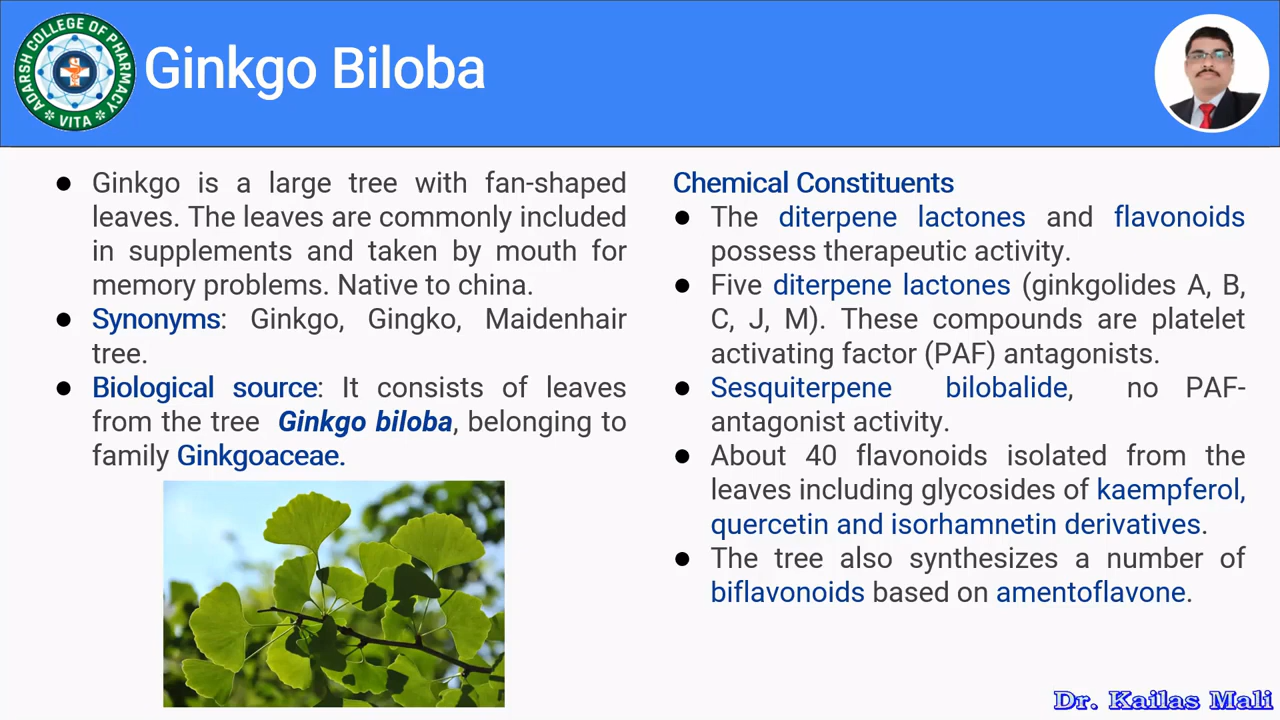 ADARSH COLLEGE OF PHARMACY
VITA
Ginkgo Biloba
● Ginkgo is a large tree with fan-shaped
leaves. The leaves are commonly included
in supplements and taken by mouth for
memory problems. Native to china.
● Synonyms: Ginkgo, Gingko, Maidenhair
tree.
● Biological source: It consists of leaves
from the tree Ginkgo biloba, belonging to
family Ginkgoaceae.
Chemical Constituents
● The diterpene lactones and flavonoids
possess therapeutic activity.
● Five diterpene lactones (ginkgolides A, B,
C, J, M). These compounds are platelet
activating factor (PAF) antagonists.
● Sesquiterpene bilobalide, no PAF-
antagonist activity.
● About 40 flavonoids isolated from the
leaves including glycosides of kaempferol,
quercetin and isorhamnetin derivatives.
● The tree also synthesizes a number of
biflavonoids based on amentoflavone.
Dr. Kailas Mali